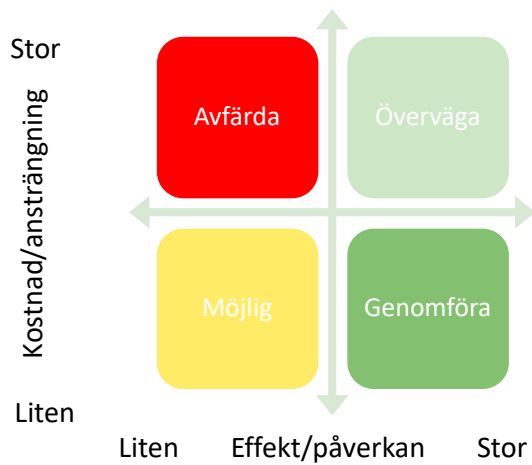 Stor
Avfärda
Överväga
Kostnad/ansträngning
Möjlig
Genomföra
Liten
Liten
Effekt/påverkan
Stor